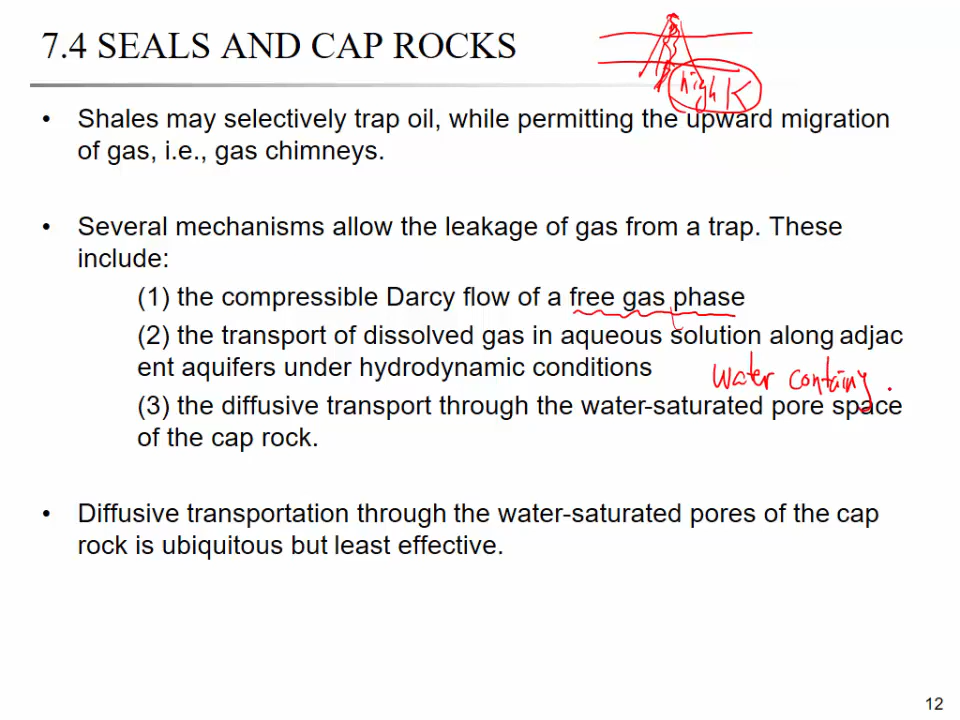 7.4 SEALS AND CAP ROCKS
high K
• Shales may selectively trap oil, while permitting the upward migration
of gas, i.e., gas chimneys.
• Several mechanisms allow the leakage of gas from a trap. These
include:
(1) the compressible Darcy flow of a free gas phase
(2) the transport of dissolved gas in aqueous solution along adjac
ent aquifers under hydrodynamic conditions
water containy .
(3) the diffusive transport through the water-saturated pore space
of the cap rock.
• Diffusive transportation through the water-saturated pores of the cap
rock is ubiquitous but least effective.
12